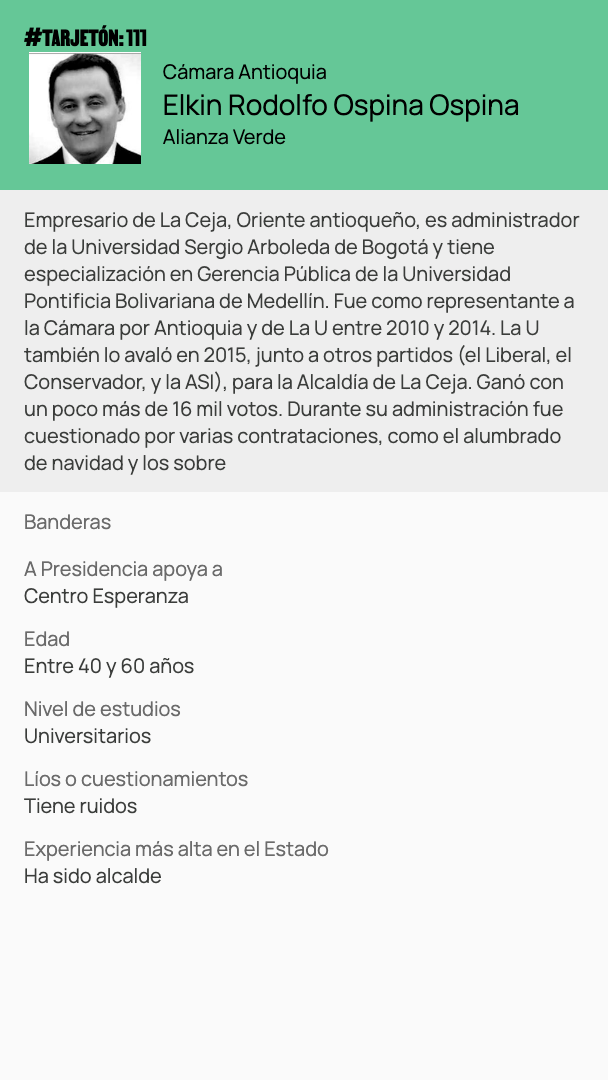 #TARJETÓN: 111
Cámara Antioquia
Elkin Rodolfo Ospina Ospina
Alianza Verde
Empresario de La Ceja, Oriente antioqueño, es administrador
de la Universidad Sergio Arboleda de Bogotá y tiene
especialización en Gerencia Pública de la Universidad
Pontificia Bolivariana de Medellín. Fue como representante a
la Cámara por Antioquia y de La U entre 2010 y 2014. La U
también lo avaló en 2015, junto a otros partidos (el Liberal, el
Conservador, y la ASI), para la Alcaldía de La Ceja. Ganó con
un poco más de 16 mil votos. Durante su administración fue
cuestionado por varias contrataciones, como el alumbrado
de navidad y los sobre
Banderas
A Presidencia apoya a
Centro Esperanza
Edad
Entre 40 y 60 años
Nivel de estudios
Universitarios
Líos o cuestionamientos
Tiene ruidos
Experiencia más alta en el Estado
Ha sido alcalde